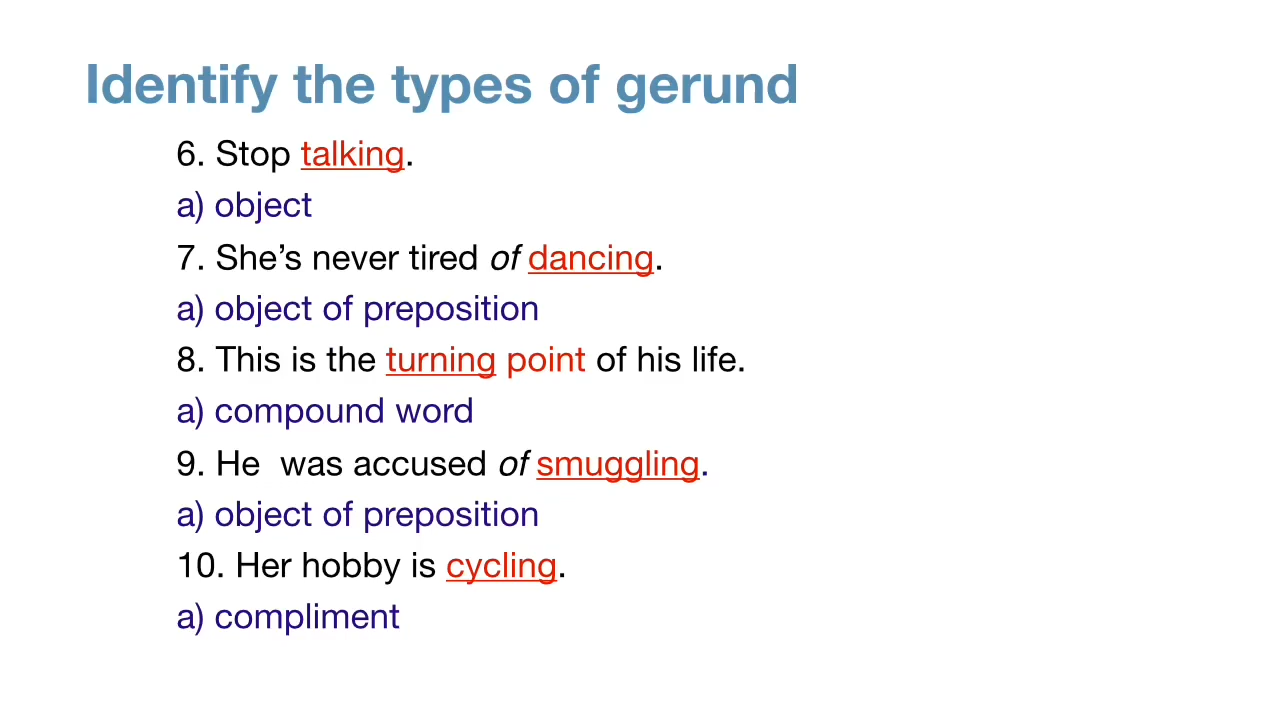 Identify the types of gerund
6. Stop talking.
a) object
7. She’s never tired of dancing.
a) object of preposition
8. This is the turning point of his life.
a) compound word
9. He  was accused of smuggling.
a) object of preposition
10. Her hobby is cycling.
a) compliment